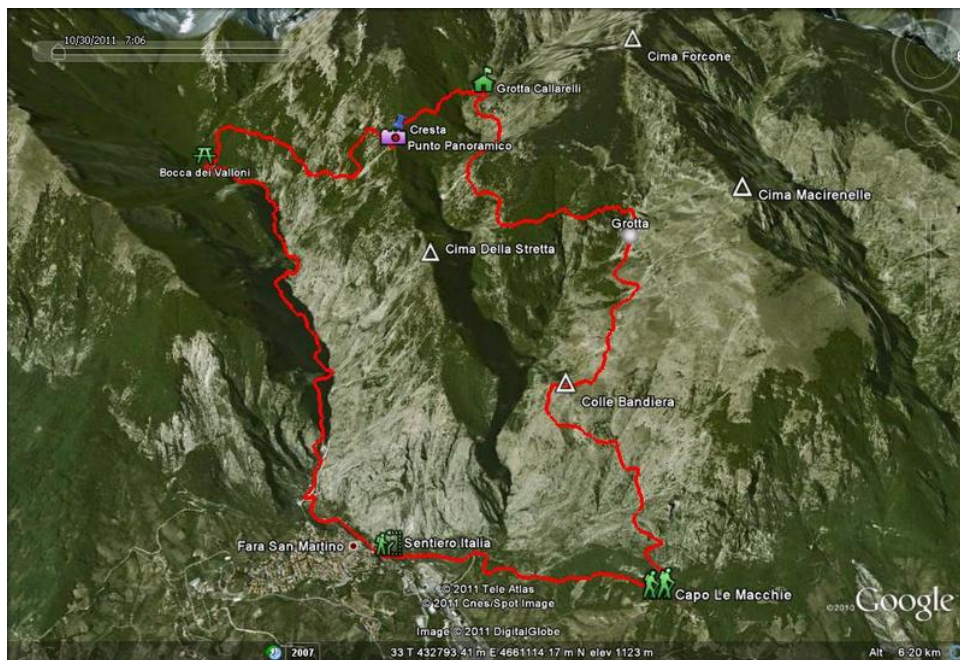 10/30/2011 7:06
Cima Forcone
Grotta Callarelli
Cresta
Punto Panoramico
Bocca dei Valloni
Cima Macirenelle
Grotta
Cima Della Stretta
Colle Bandiera
Fara San Martino
Sentiero Italia
Capo Le Macchie
© 2011 Tele Atlas
© 2011 Cnes/Spot Image
©2010 Google
Image © 2011 DigitalGlobe
2007
33 T 432793.41 m E 4661114.17 m N elev 1123 m
Alt 6.20 km